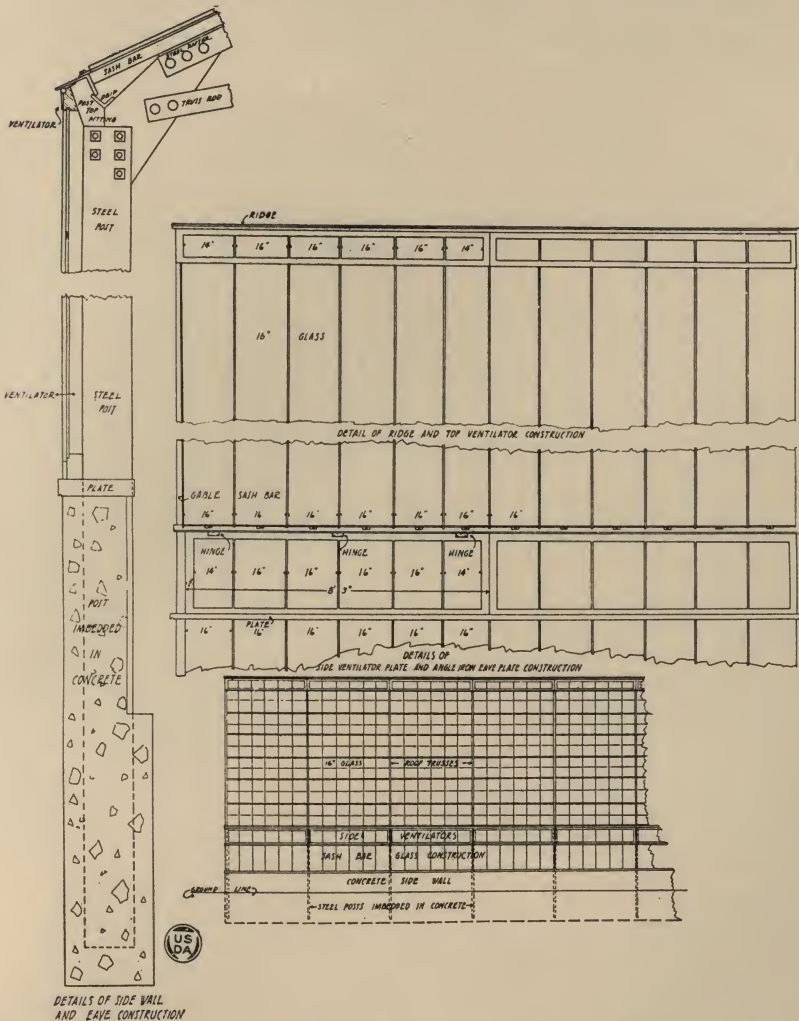 SASH BAR
STEEL RAFTER
DRIP
POST TOP
FITTING
TRUSS ROD
VENTILATOR
STEEL
POST
RIDGE
14" 16" 16" 16" 16" 14"
16" GLASS
VENTILATOR
STEEL
POST
DETAIL OF RIDGE AND TOP VENTILATOR CONSTRUCTION
PLATE
GABLE SASH BAR
16" 16 16" 16" 16" 16" 16"
HINGE HINGE HINGE
14" 16" 16" 16" 16" 14"
8' 3"
PLATE
16" 16" 16" 16" 16" 16"
DETAILS OF
SIDE VENTILATOR PLATE AND ANGLE IRON EAVE PLATE CONSTRUCTION
POST
IMBEDDED
IN
CONCRETE
16" GLASS ROOF TRUSSES
SIDE VENTILATORS
SASH BAR GLASS CONSTRUCTION
CONCRETE SIDE WALL
GROUND LINE
STEEL POSTS IMBEDDED IN CONCRETE
US
DA
DETAILS OF SIDE WALL
AND EAVE CONSTRUCTION